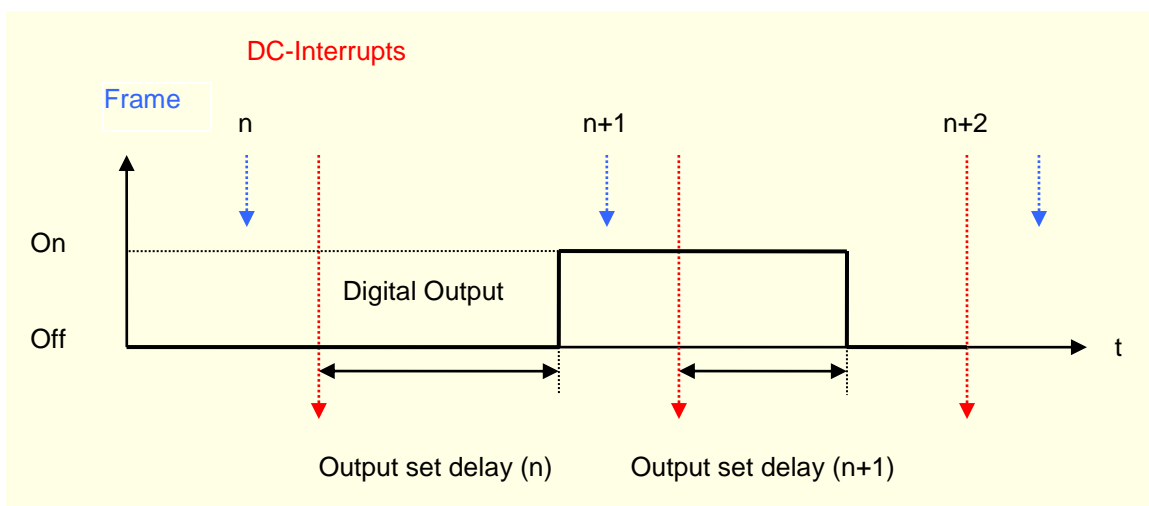 DC-Interrupts
Frame
n n+1 n+2
On
Digital Output
Off
t
Output set delay (n) Output set delay (n+1)